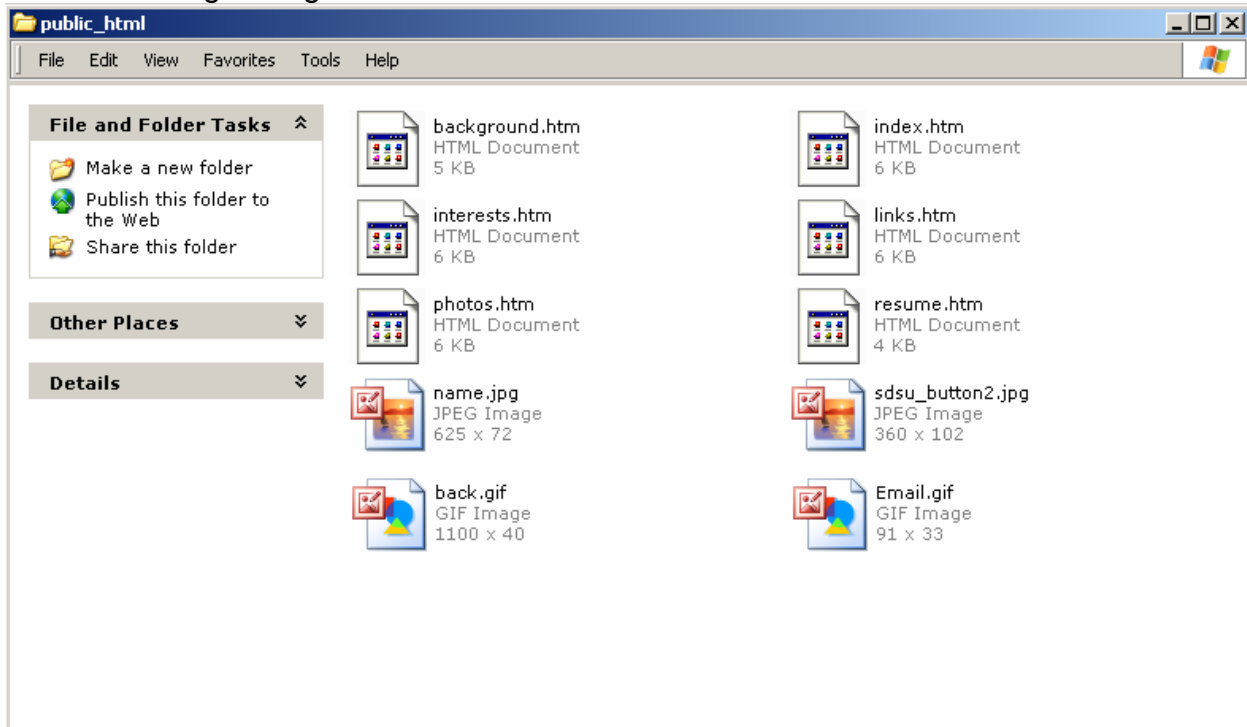 public_html
File Edit View Favorites Tools Help
File and Folder Tasks
Make a new folder
Publish this folder to
the Web
Share this folder
Other Places
Details
background.htm
HTML Document
5 KB
index.htm
HTML Document
6 KB
interests.htm
HTML Document
6 KB
links.htm
HTML Document
6 KB
photos.htm
HTML Document
6 KB
resume.htm
HTML Document
4 KB
name.jpg
JPEG Image
625 x 72
sdsu_button2.jpg
JPEG Image
360 x 102
back.gif
GIF Image
1100 x 40
Email.gif
GIF Image
91 x 33